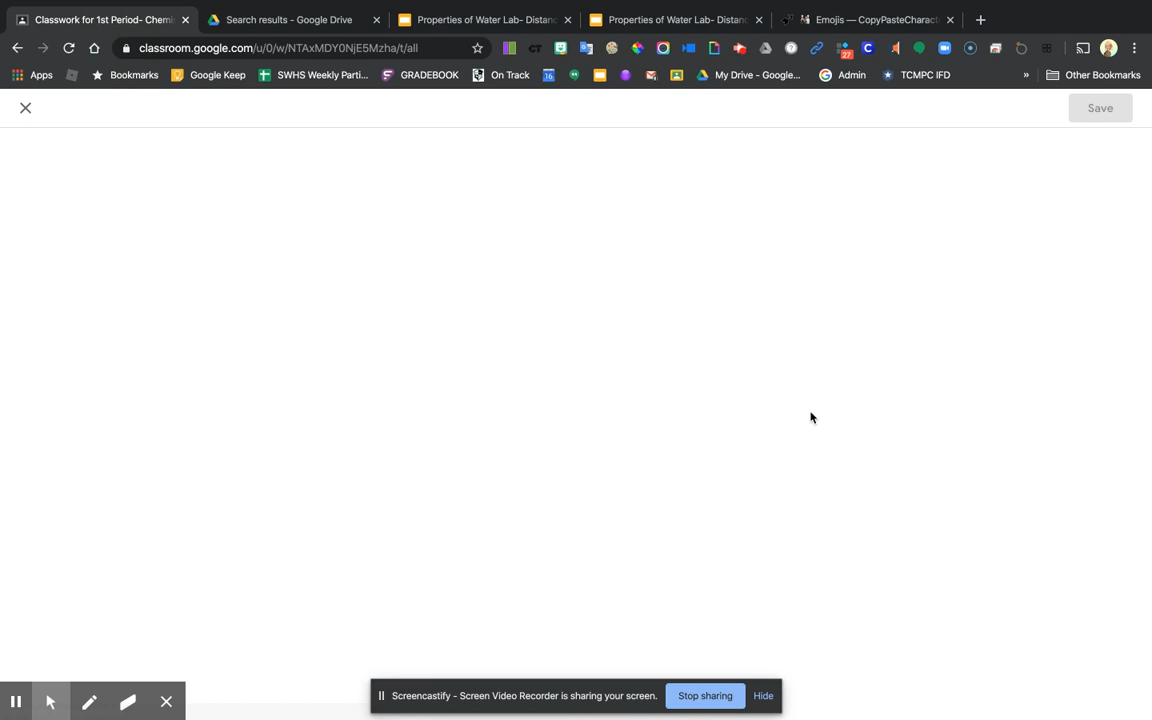 Classwork for 1st Period- Chemi
Search results - Google Drive
Properties of Water Lab- Distanc
Properties of Water Lab- Distanc
Emojis — CopyPasteCharact
classroom.google.com/u/0/w/NTAxMDY0NjE5Mzha/t/all
27
Apps
Bookmarks
Google Keep
SWHS Weekly Parti...
GRADEBOOK
On Track
16
My Drive - Google...
Admin
TCMPC IFD
»
Other Bookmarks
Save
Screencastify - Screen Video Recorder is sharing your screen.
Stop sharing
Hide